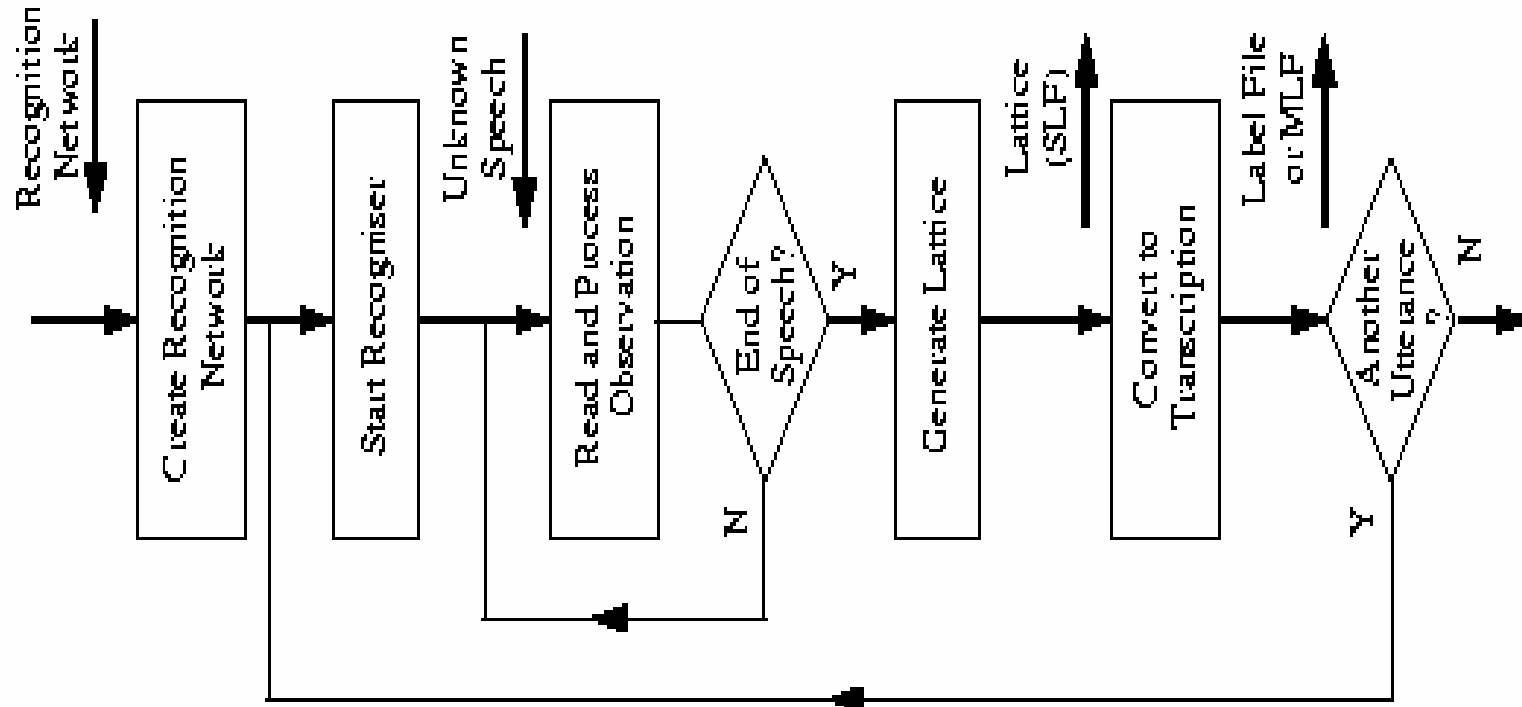 Recognition
Network
Create Recognition
Network
Start Recogniser
Unknown
Speech
Read and Process
Observation
End of
Speech?
N
Y
Generate Lattice
Lattice
(SLF)
Convert to
Transcription
Label File
or MLF
Another
Utterance
?
Y
N